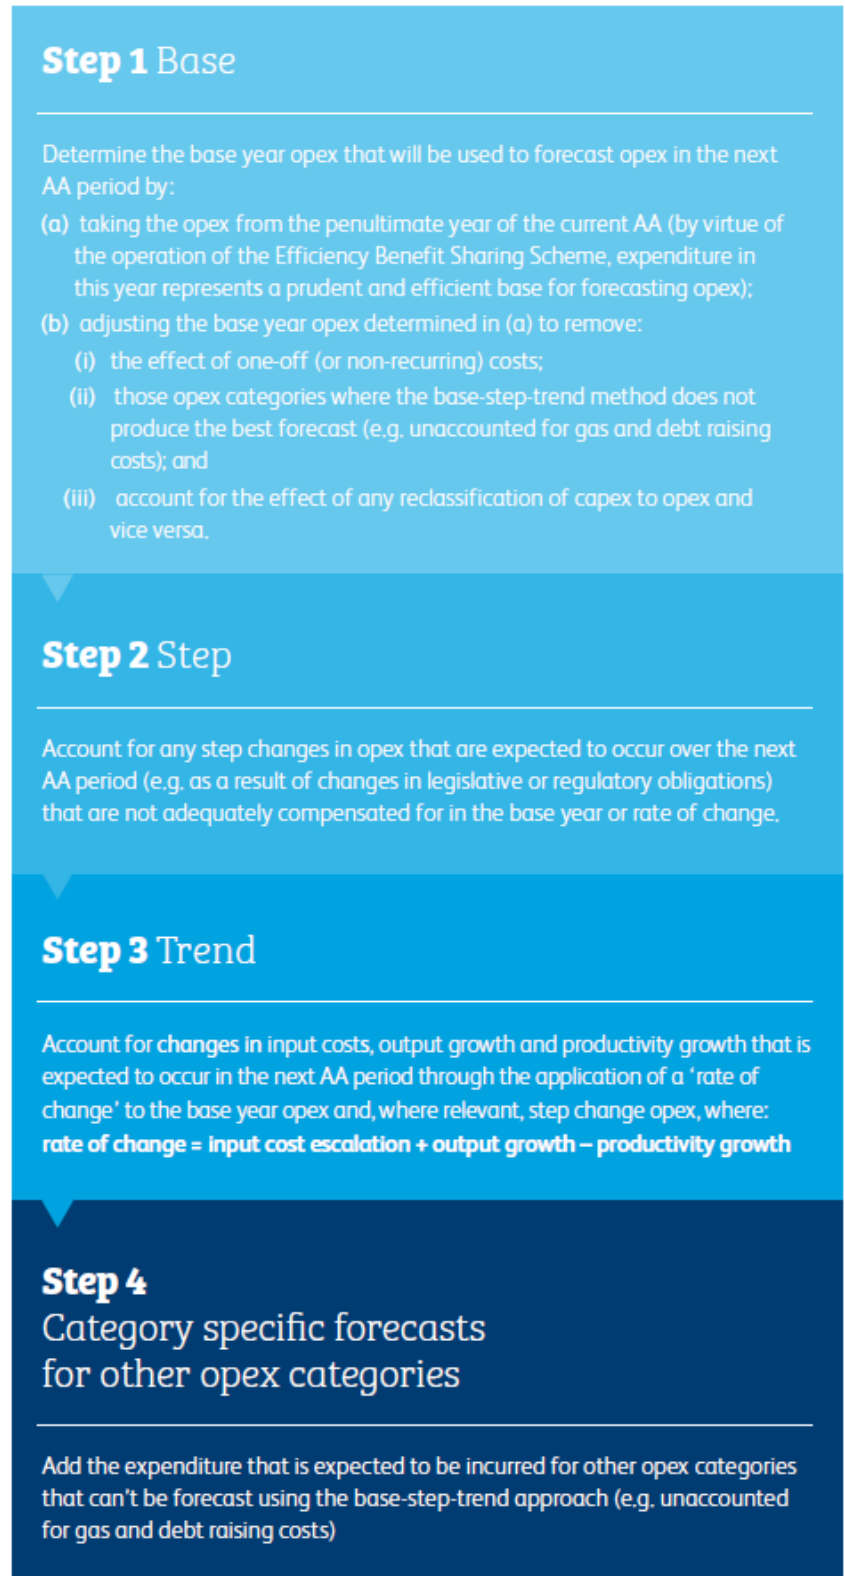 Step 1 Base
Determine the base year opex that will be used to forecast opex in the next
AA period by:
(a) taking the opex from the penultimate year of the current AA (by virtue of
the operation of the Efficiency Benefit Sharing Scheme, expenditure in
this year represents a prudent and efficient base for forecasting opex);
(b) adjusting the base year opex determined in (a) to remove:
(i) the effect of one-off (or non-recurring) costs;
(ii) those opex categories where the base-step-trend method does not
produce the best forecast (e.g. unaccounted for gas and debt raising
costs); and
(iii) account for the effect of any reclassification of capex to opex and
vice versa.
Step 2 Step
Account for any step changes in opex that are expected to occur over the next
AA period (e.g. as a result of changes in legislative or regulatory obligations)
that are not adequately compensated for in the base year or rate of change.
Step 3 Trend
Account for changes in input costs, output growth and productivity growth that is
expected to occur in the next AA period through the application of a ‘rate of
change’ to the base year opex and, where relevant, step change opex, where:
rate of change = input cost escalation + output growth – productivity growth
Step 4
Category specific forecasts
for other opex categories
Add the expenditure that is expected to be incurred for other opex categories
that can't be forecast using the base-step-trend approach (e.g. unaccounted
for gas and debt raising costs)